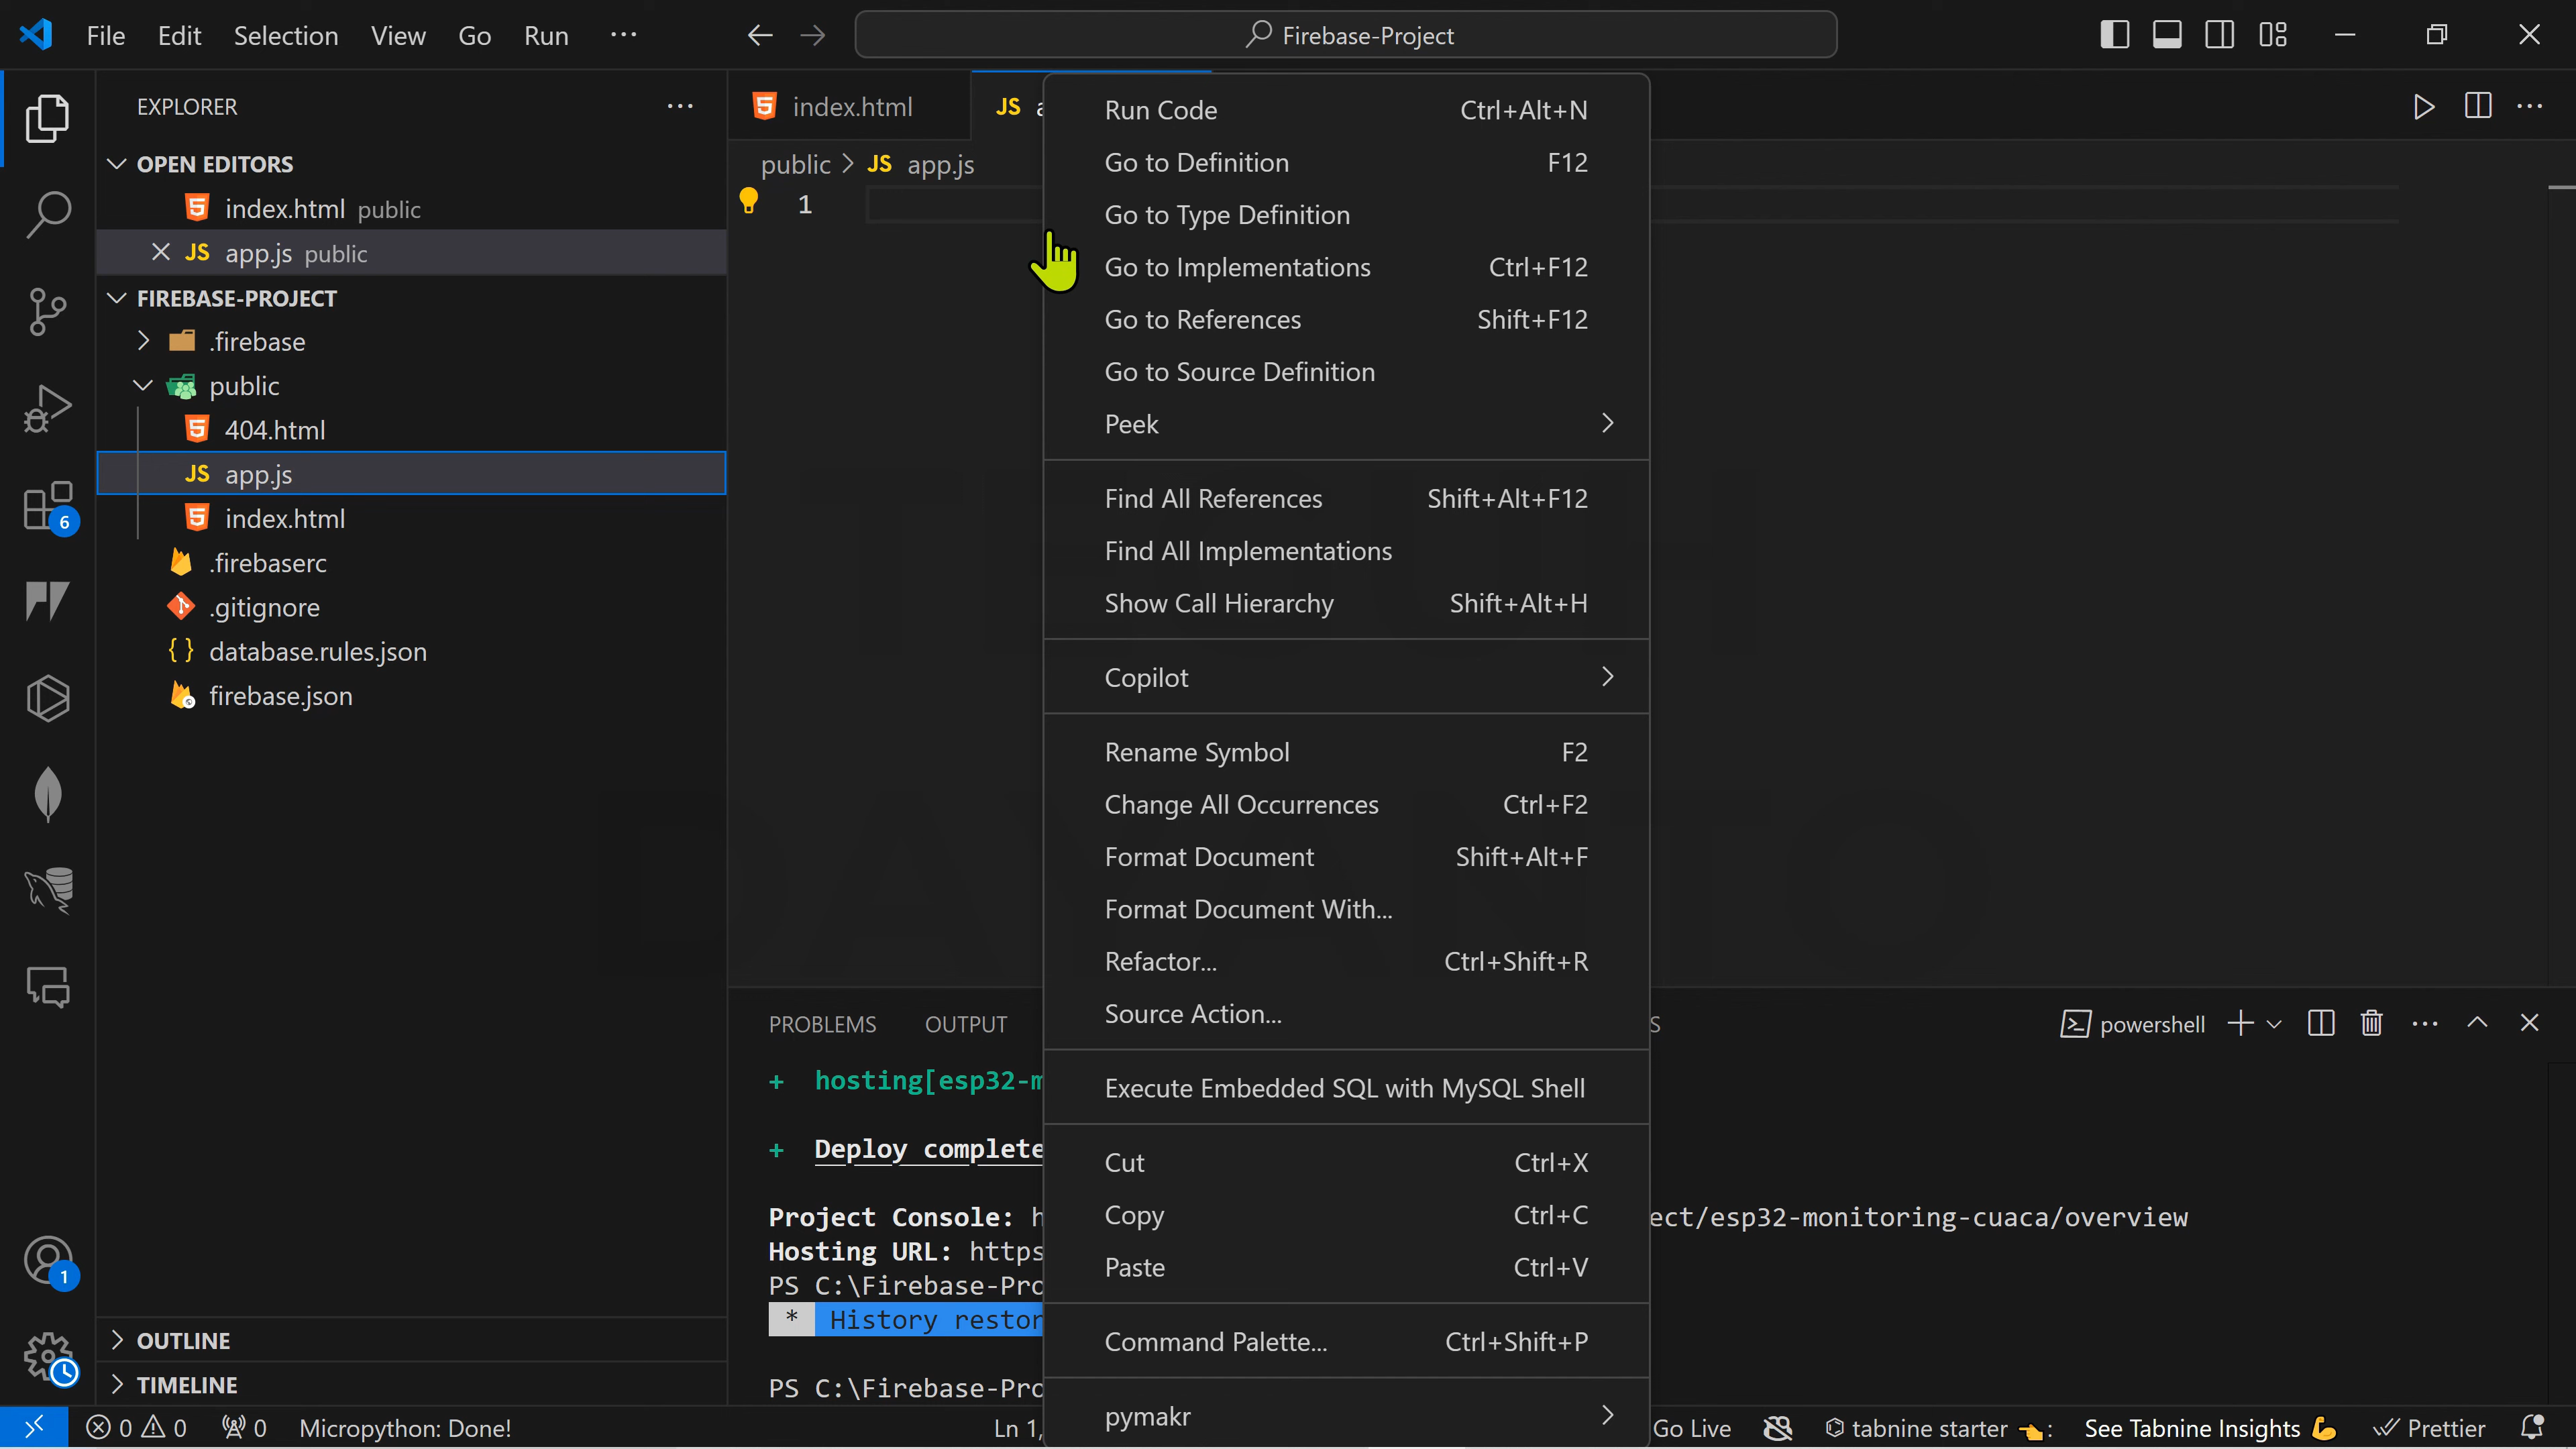 File Edit Selection View Go Run ···
Firebase-Project
EXPLORER
OPEN EDITORS
index.html public
JS app.js public
FIREBASE-PROJECT
.firebase
public
404.html
JS app.js
index.html
.firebaserc
.gitignore
{ } database.rules.json
firebase.json
OUTLINE
TIMELINE
6
1
index.html
JS a
public > JS app.js
1
Run Code Ctrl+Alt+N
Go to Definition F12
Go to Type Definition
Go to Implementations Ctrl+F12
Go to References Shift+F12
Go to Source Definition
Peek
Find All References Shift+Alt+F12
Find All Implementations
Show Call Hierarchy Shift+Alt+H
Copilot
Rename Symbol F2
Change All Occurrences Ctrl+F2
Format Document Shift+Alt+F
Format Document With...
Refactor... Ctrl+Shift+R
Source Action...
Execute Embedded SQL with MySQL Shell
Cut Ctrl+X
Copy Ctrl+C
Paste Ctrl+V
Command Palette... Ctrl+Shift+P
pymakr
PROBLEMS OUTPUT S powershell
+ hosting[esp32-m
+ Deploy complete
Project Console: h ect/esp32-monitoring-cuaca/overview
Hosting URL: https
PS C:\Firebase-Pro
* History restor
PS C:\Firebase-Pro
0 0 0 Micropython: Done! Ln 1, Go Live tabnine starter : See Tabnine Insights Prettier